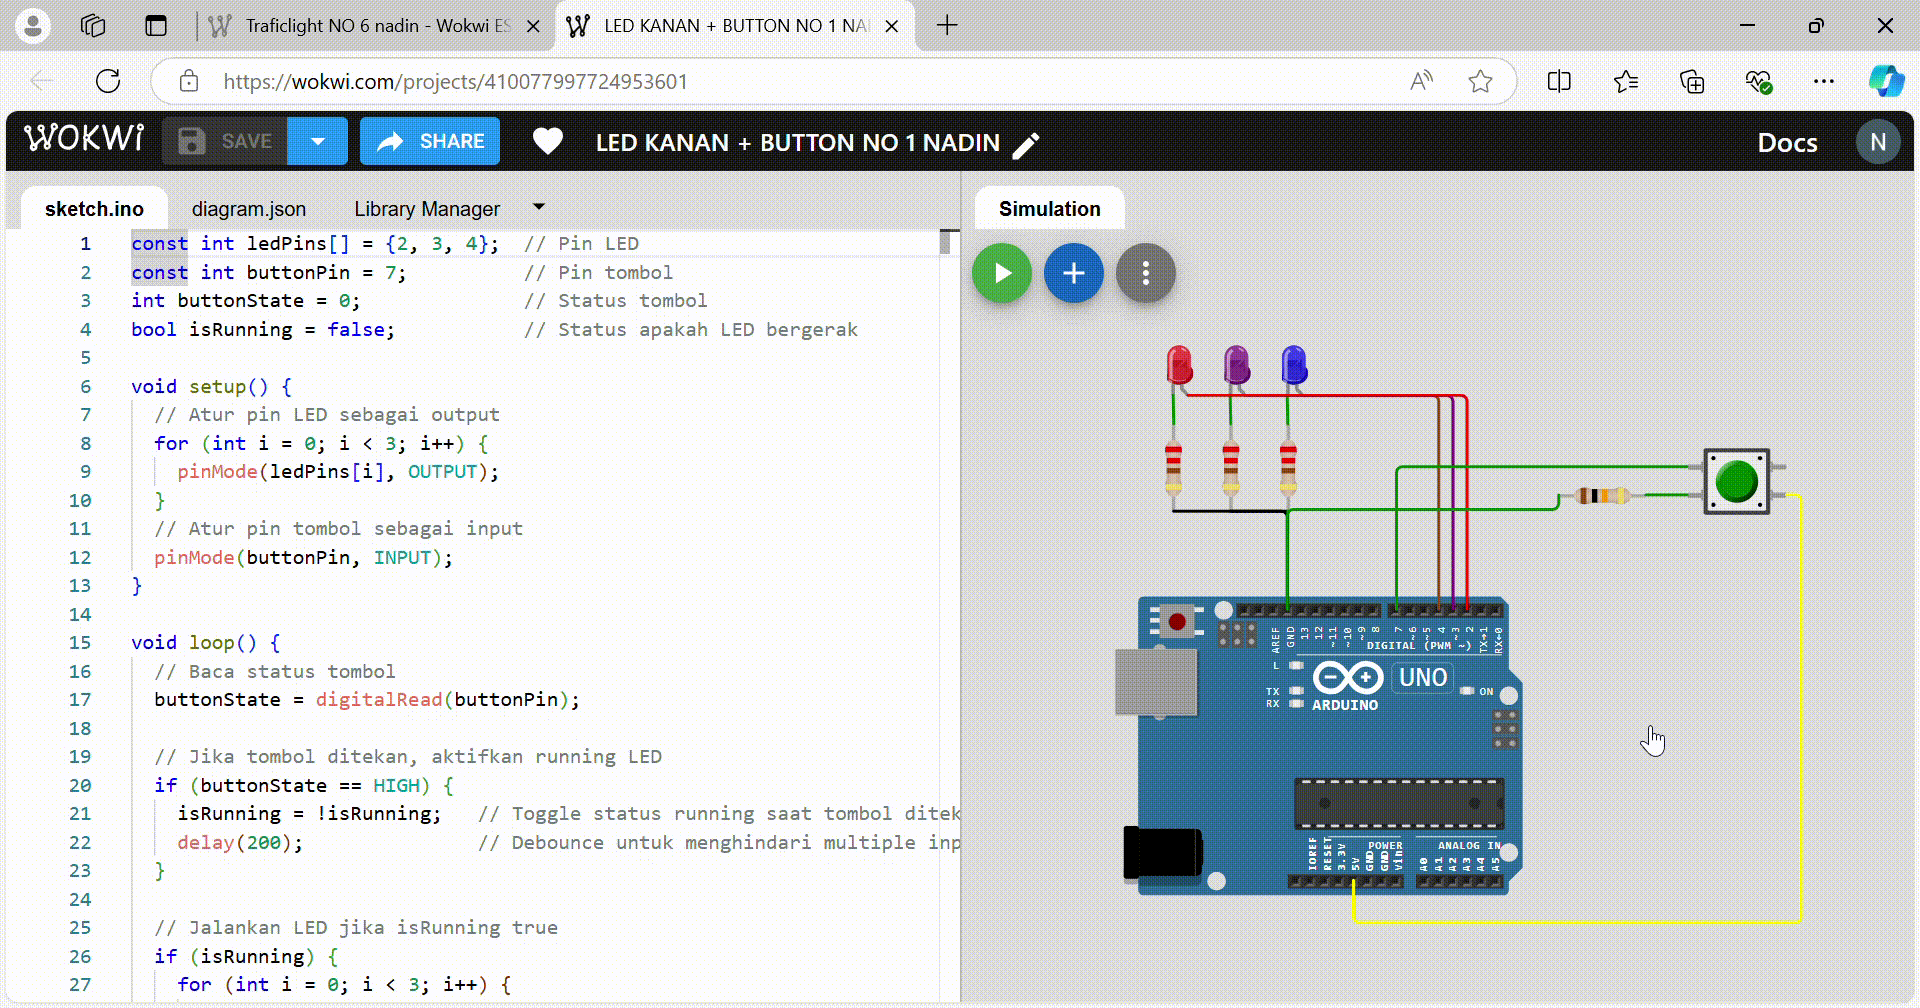 Traficlight NO 6 nadin - Wokwi ES
LED KANAN + BUTTON NO 1 NA
https://wokwi.com/projects/410077997724953601
WOKWI
SAVE
SHARE
LED KANAN + BUTTON NO 1 NADIN
Docs
N
sketch.ino
diagram.json
Library Manager
Simulation
1 const int ledPins[] = {2, 3, 4};  // Pin LED
2 const int buttonPin = 7;          // Pin tombol
3 int buttonState = 0;              // Status tombol
4 bool isRunning = false;           // Status apakah LED bergerak
5
6 void setup() {
7   // Atur pin LED sebagai output
8   for (int i = 0; i < 3; i++) {
9     pinMode(ledPins[i], OUTPUT);
10   }
11   // Atur pin tombol sebagai input
12   pinMode(buttonPin, INPUT);
13 }
14
15 void loop() {
16   // Baca status tombol
17   buttonState = digitalRead(buttonPin);
18
19   // Jika tombol ditekan, aktifkan running LED
20   if (buttonState == HIGH) {
21     isRunning = !isRunning;   // Toggle status running saat tombol ditek
22     delay(200);               // Debounce untuk menghindari multiple inp
23   }
24
25   // Jalankan LED jika isRunning true
26   if (isRunning) {
27     for (int i = 0; i < 3; i++) {
AREF
GND
13
12
~11
~10
~9
8
7
~6
~5
4
~3
2
TX→1
RX←0
DIGITAL (PWM ~)
L
TX
RX
UNO
ARDUINO
ON
IOREF
RESET
3.3V
5V
GND
GND
Vin
POWER
ANALOG IN
A0
A1
A2
A3
A4
A5